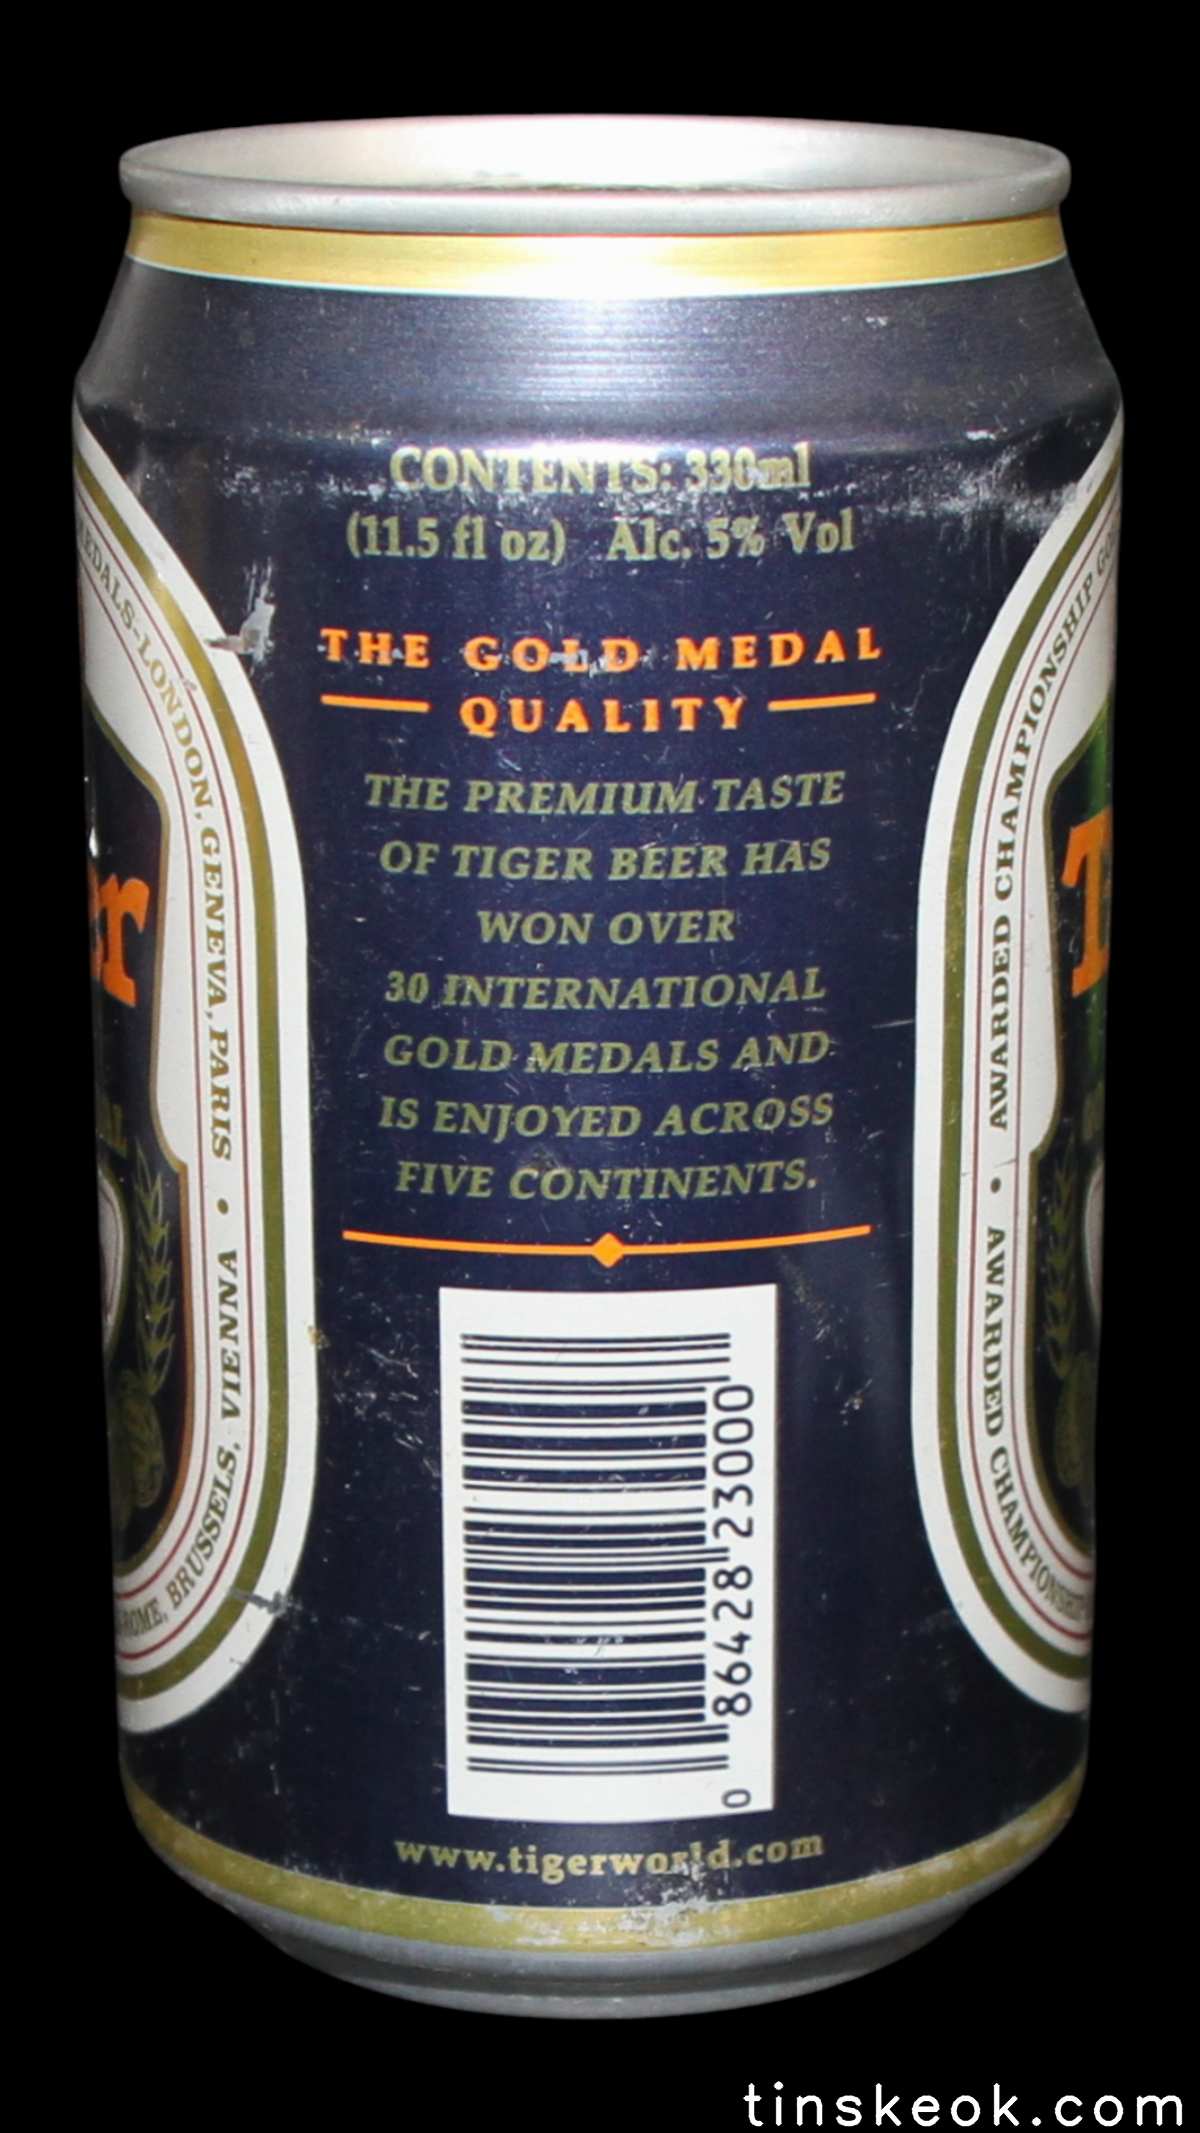 CONTENTS: 330ml
(11.5 fl oz) Alc. 5% Vol
THE GOLD MEDAL
QUALITY
THE PREMIUM TASTE
OF TIGER BEER HAS
WON OVER
30 INTERNATIONAL
GOLD MEDALS AND
IS ENJOYED ACROSS
FIVE CONTINENTS.
0 86428 23000
www.tigerworld.com
MEDALS-LONDON, GENEVA, PARIS • VIENNA, BRUSSELS, ROME,
er
AWARDED CHAMPIONSHIP
•
AWARDED CHAMPIONSHIP
tinskeok.com